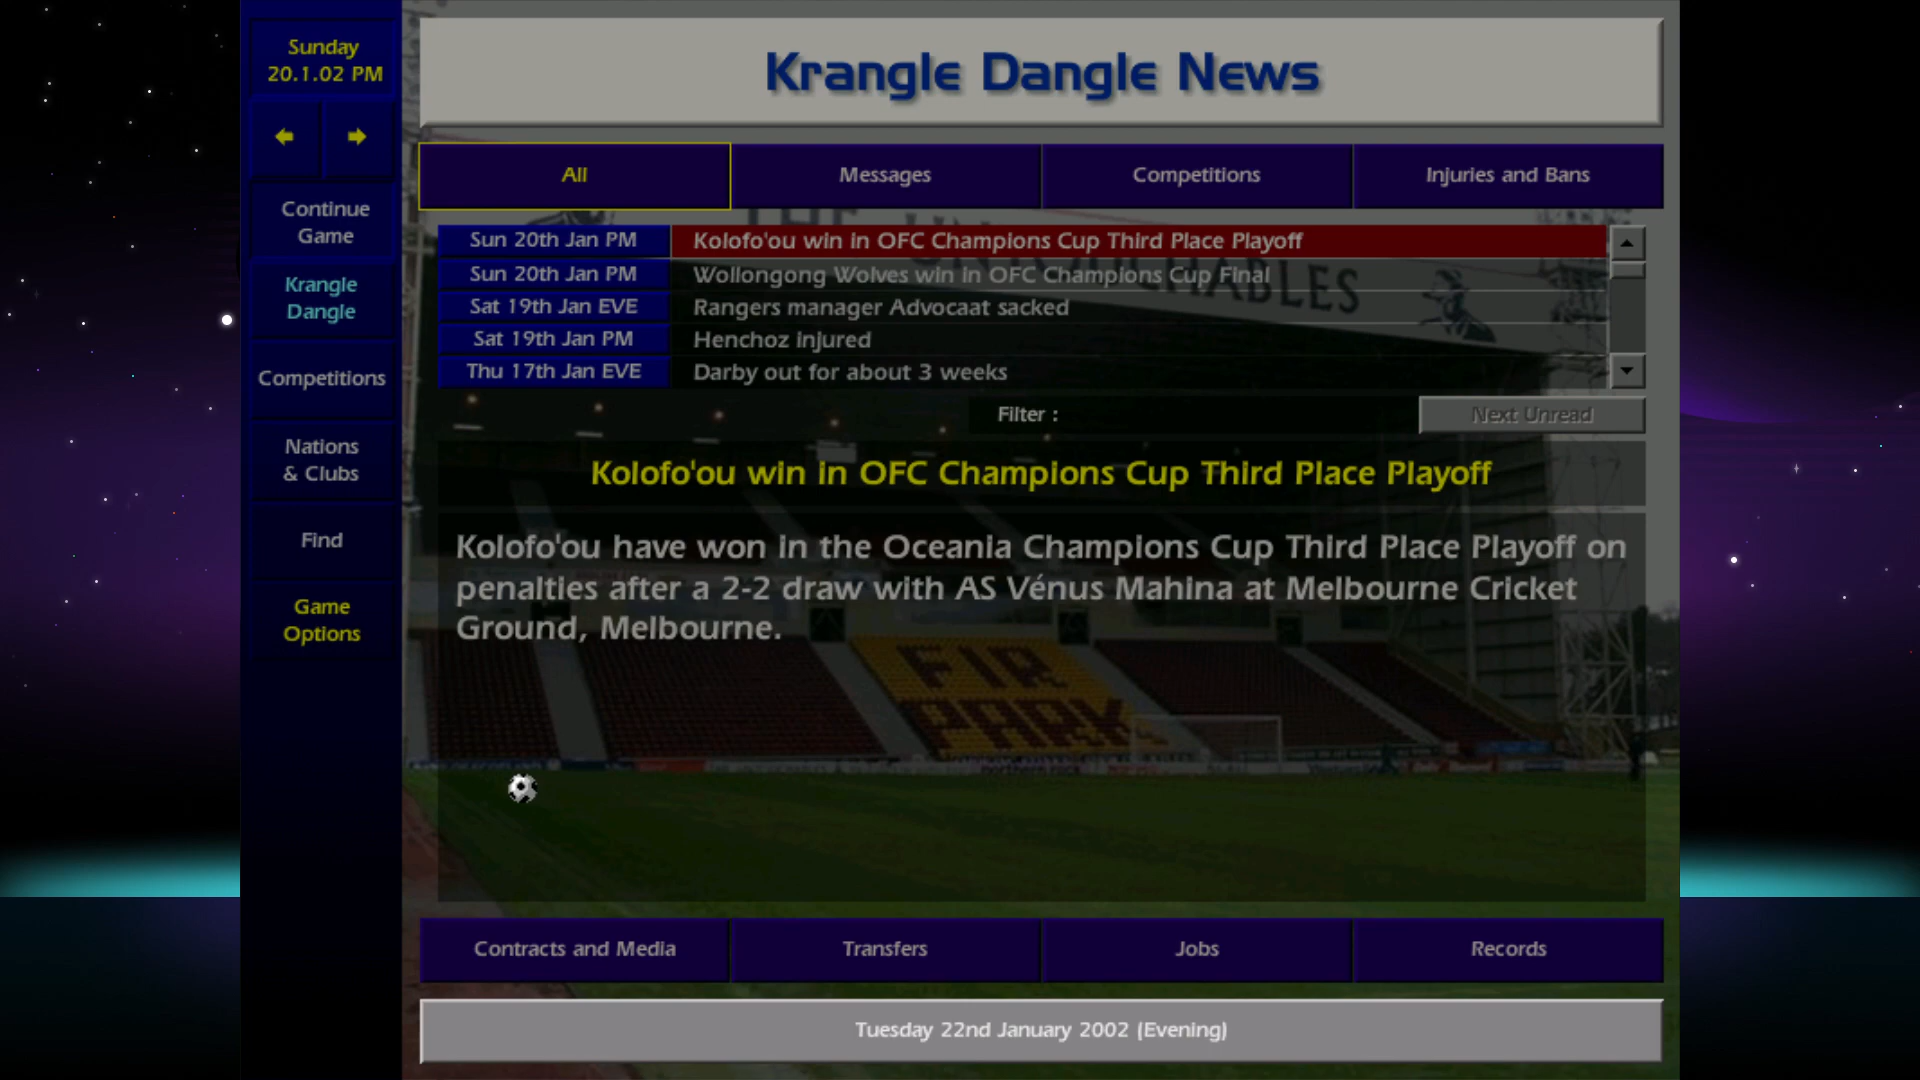 Sunday
20.1.02 PM
Continue
Game
Krangle
Dangle
Competitions
Nations
& Clubs
Find
Game
Options
Krangle Dangle News
All
Messages
Competitions
Injuries and Bans
Sun 20th Jan PM Kolofo'ou win in OFC Champions Cup Third Place Playoff
Sun 20th Jan PM Wollongong Wolves win in OFC Champions Cup Final
Sat 19th Jan EVE Rangers manager Advocaat sacked
Sat 19th Jan PM Henchoz injured
Thu 17th Jan EVE Darby out for about 3 weeks
Filter :
Next Unread
Kolofo'ou win in OFC Champions Cup Third Place Playoff
Kolofo'ou have won in the Oceania Champions Cup Third Place Playoff on
penalties after a 2-2 draw with AS Vénus Mahina at Melbourne Cricket
Ground, Melbourne.
FIR
PARK
Contracts and Media
Transfers
Jobs
Records
Tuesday 22nd January 2002 (Evening)